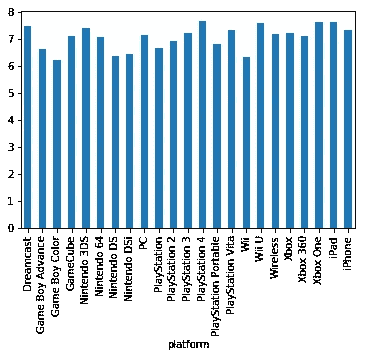 8
7
6
5
4
3
2
1
0
Dreamcast
Game Boy Advance
Game Boy Color
GameCube
Nintendo 3DS
Nintendo 64
Nintendo DS
Nintendo DSi
PC
PlayStation
PlayStation 2
PlayStation 3
PlayStation 4
PlayStation Portable
PlayStation Vita
Wii
Wii U
Wireless
Xbox
Xbox 360
Xbox One
iPad
iPhone
platform